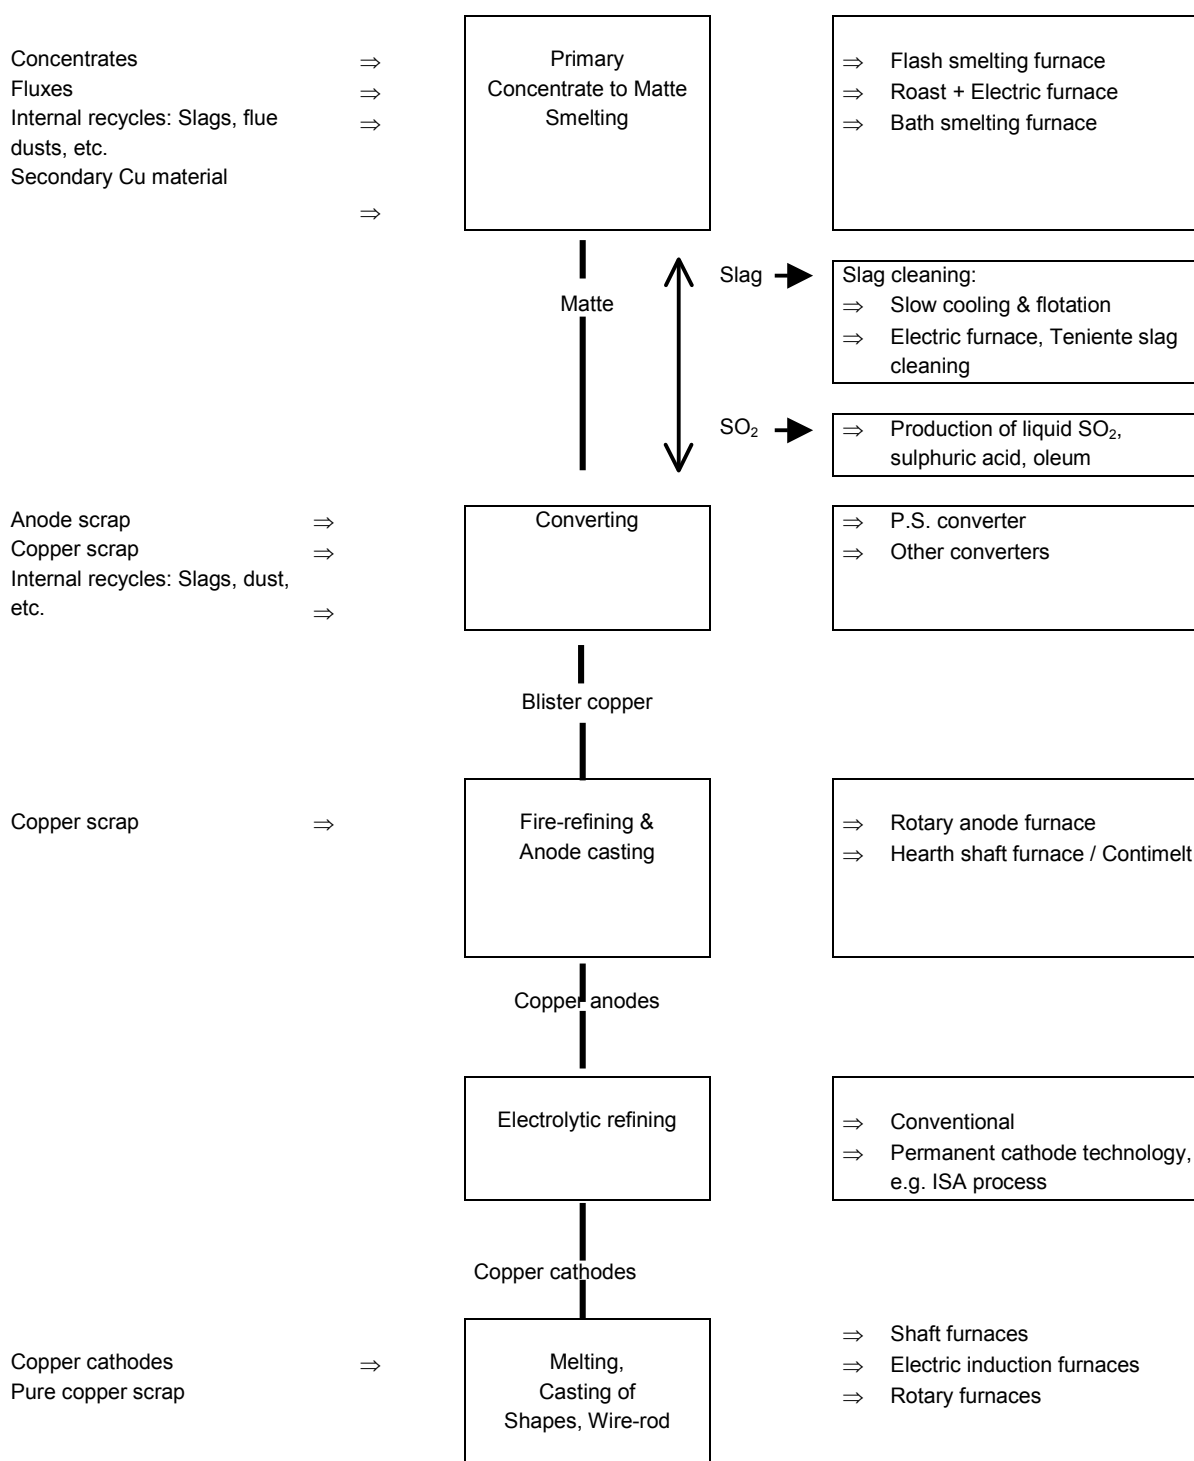 Concentrates ⇒
Fluxes ⇒
Internal recycles: Slags, flue ⇒
dusts, etc.
Secondary Cu material
⇒
Primary
Concentrate to Matte
Smelting
⇒ Flash smelting furnace
⇒ Roast + Electric furnace
⇒ Bath smelting furnace
Matte
Slag
Slag cleaning:
⇒ Slow cooling & flotation
⇒ Electric furnace, Teniente slag
cleaning
SO₂
⇒ Production of liquid SO₂,
sulphuric acid, oleum
Anode scrap ⇒
Copper scrap ⇒
Internal recycles: Slags, dust,
etc. ⇒
Converting
⇒ P.S. converter
⇒ Other converters
Blister copper
Copper scrap ⇒
Fire-refining &
Anode casting
⇒ Rotary anode furnace
⇒ Hearth shaft furnace / Contimelt
Copper anodes
Electrolytic refining
⇒ Conventional
⇒ Permanent cathode technology,
e.g. ISA process
Copper cathodes
Copper cathodes ⇒
Pure copper scrap
Melting,
Casting of
Shapes, Wire-rod
⇒ Shaft furnaces
⇒ Electric induction furnaces
⇒ Rotary furnaces